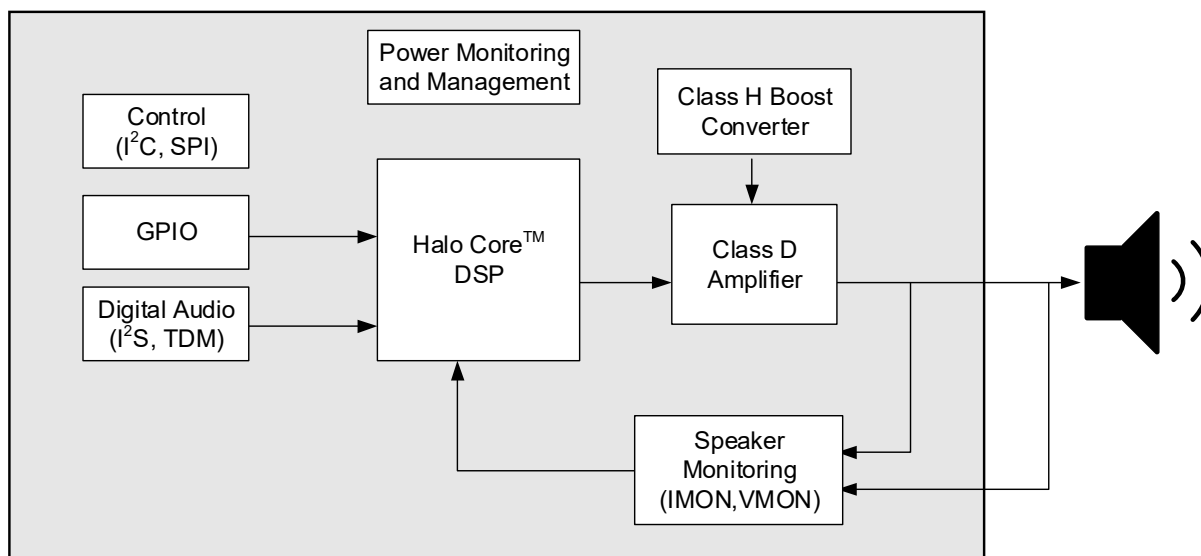 Power Monitoring
and Management
Control
(I²C, SPI)
Class H Boost
Converter
GPIO
Halo Core™
DSP
Class D
Amplifier
Digital Audio
(I²S, TDM)
Speaker
Monitoring
(IMON,VMON)